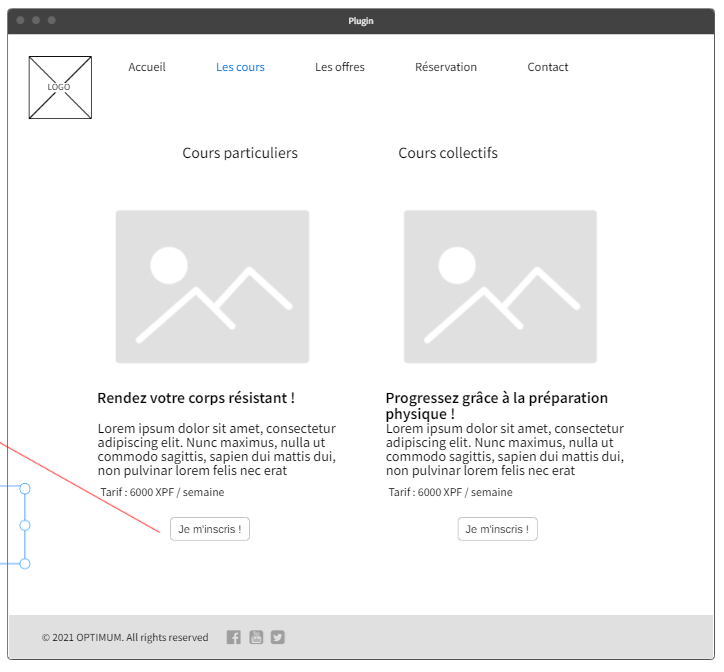 Plugin
LOGO
Accueil
Les cours
Les offres
Réservation
Contact
Cours particuliers
Cours collectifs
Rendez votre corps résistant !
Lorem ipsum dolor sit amet, consectetur
adipiscing elit. Nunc maximus, nulla ut
commodo sagittis, sapien dui mattis dui,
non pulvinar lorem felis nec erat
Tarif : 6000 XPF / semaine
Je m'inscris !
Progressez grâce à la préparation
physique !
Lorem ipsum dolor sit amet, consectetur
adipiscing elit. Nunc maximus, nulla ut
commodo sagittis, sapien dui mattis dui,
non pulvinar lorem felis nec erat
Tarif : 6000 XPF / semaine
Je m'inscris !
© 2021 OPTIMUM. All rights reserved